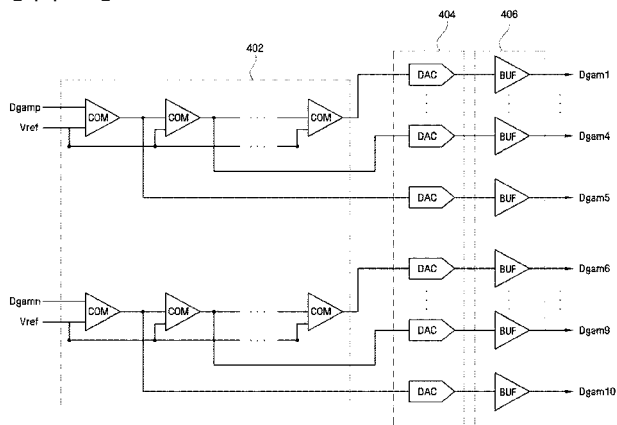 402
404
406
Dgamp
Vref
COM
COM
COM
DAC
BUF
Dgam1
DAC
BUF
Dgam4
DAC
BUF
Dgam5
Dgamn
Vref
COM
COM
COM
DAC
BUF
Dgam6
DAC
BUF
Dgam9
DAC
BUF
Dgam10